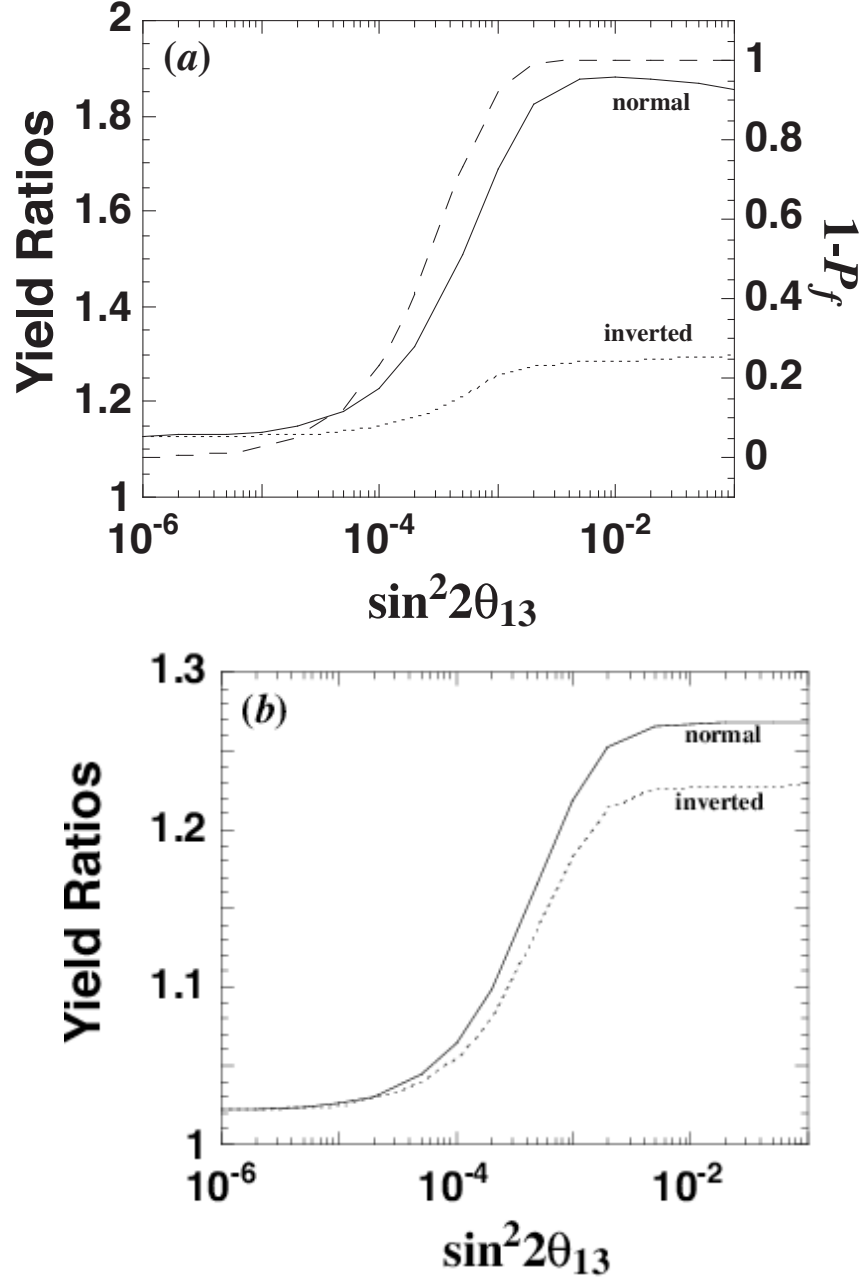 (a)
Yield Ratios
2
1.8
1.6
1.4
1.2
1
normal
inverted
1
0.8
0.6
0.4
0.2
0
1-P_f
10^-6
10^-4
10^-2
sin^2 2θ_13
(b)
Yield Ratios
1.3
1.2
1.1
1
normal
inverted
10^-6
10^-4
10^-2
sin^2 2θ_13